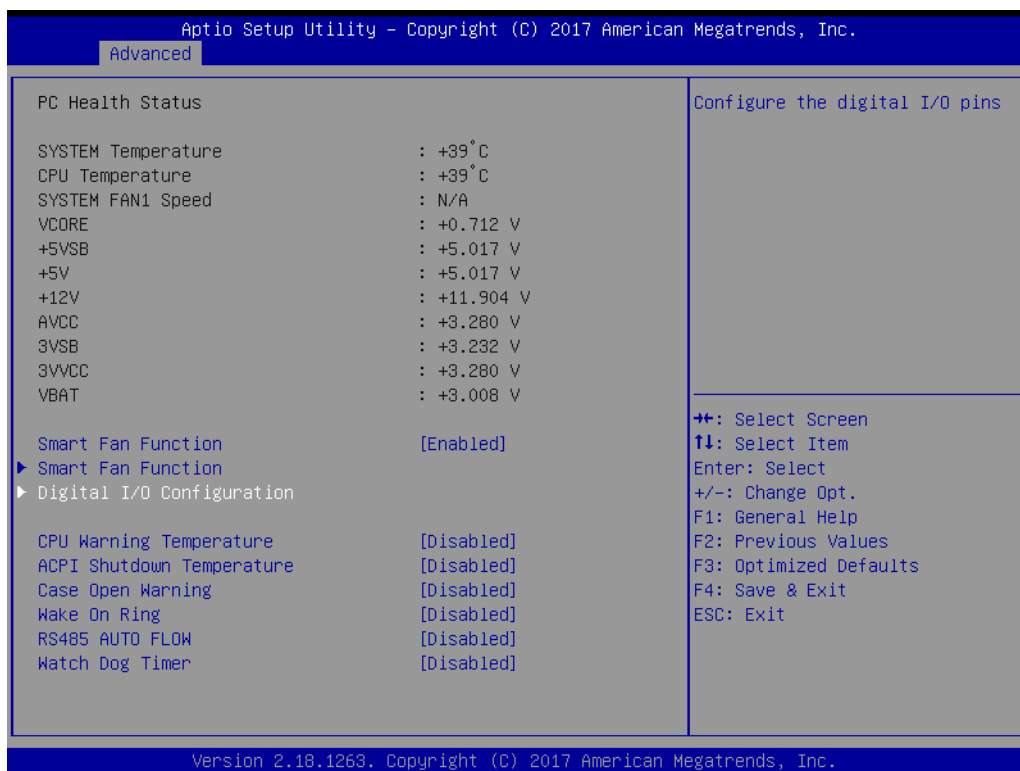 Aptio Setup Utility – Copyright (C) 2017 American Megatrends, Inc.
Advanced
PC Health Status
SYSTEM Temperature : +39°C
CPU Temperature : +39°C
SYSTEM FAN1 Speed : N/A
VCORE : +0.712 V
+5VSB : +5.017 V
+5V : +5.017 V
+12V : +11.904 V
AVCC : +3.280 V
3VSB : +3.232 V
3VVCC : +3.280 V
VBAT : +3.008 V
Smart Fan Function [Enabled]
Smart Fan Function
Digital I/O Configuration
CPU Warning Temperature [Disabled]
ACPI Shutdown Temperature [Disabled]
Case Open Warning [Disabled]
Wake On Ring [Disabled]
RS485 AUTO FLOW [Disabled]
Watch Dog Timer [Disabled]
Configure the digital I/O pins
→←: Select Screen
↑↓: Select Item
Enter: Select
+/-: Change Opt.
F1: General Help
F2: Previous Values
F3: Optimized Defaults
F4: Save & Exit
ESC: Exit
Version 2.18.1263. Copyright (C) 2017 American Megatrends, Inc.